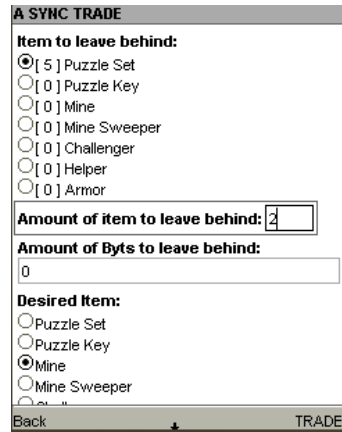 A SYNC TRADE
Item to leave behind:
[ 5 ] Puzzle Set
[ 0 ] Puzzle Key
[ 0 ] Mine
[ 0 ] Mine Sweeper
[ 0 ] Challenger
[ 0 ] Helper
[ 0 ] Armor
Amount of item to leave behind: 2
Amount of Byts to leave behind:
0
Desired Item:
Puzzle Set
Puzzle Key
Mine
Mine Sweeper
Back TRADE